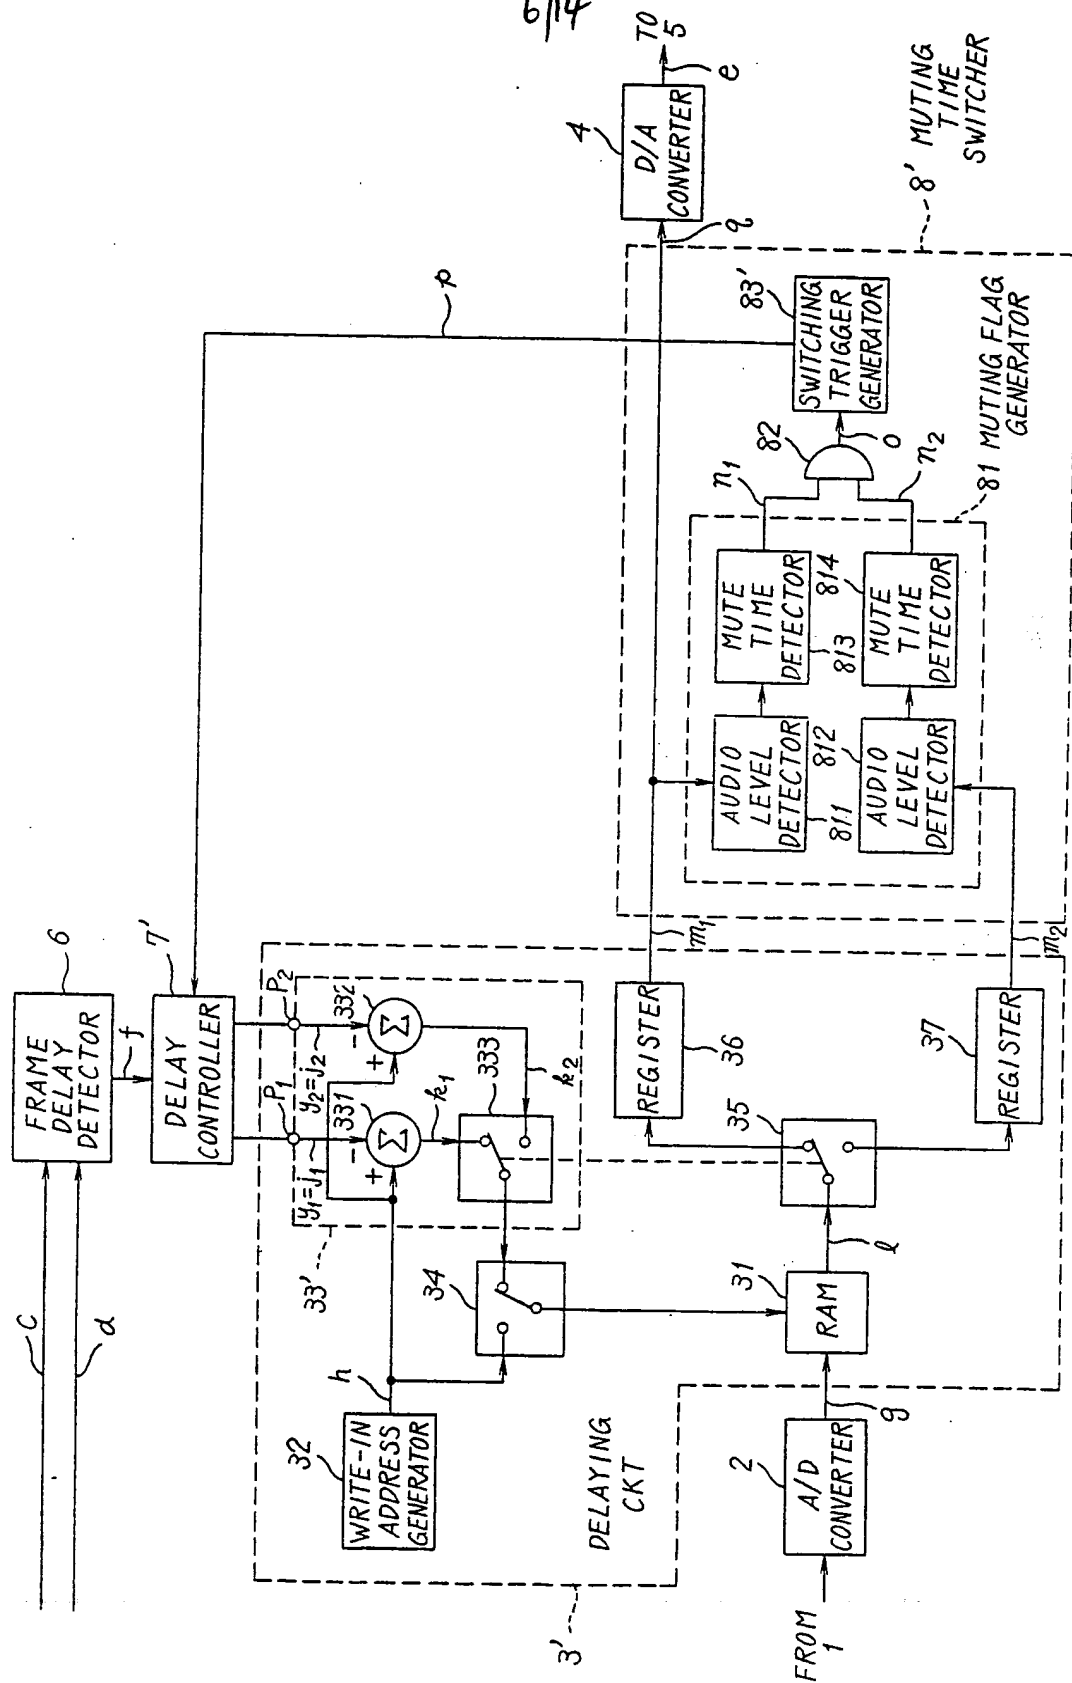 6/14
C
d
FRAME
DELAY
DETECTOR
6
f
DELAY
CONTROLLER
7'
P1
P2
y1=j1
y2=j2
331
332
-
+
-
+
Σ
Σ
k1
k2
333
33'
34
h
32
WRITE-IN
ADDRESS
GENERATOR
DELAYING
CKT
3'
FROM
1
2
A/D
CONVERTER
g
31
RAM
l
35
REGISTER
36
37
REGISTER
m1
m2
AUDIO
LEVEL
DETECTOR
811
812
AUDIO
LEVEL
DETECTOR
MUTE
TIME
DETECTOR
813
814
MUTE
TIME
DETECTOR
n1
n2
82
o
83'
SWITCHING
TRIGGER
GENERATOR
81 MUTING FLAG
GENERATOR
8' MUTING
TIME
SWITCHER
p
q
4
D/A
CONVERTER
e
TO
5